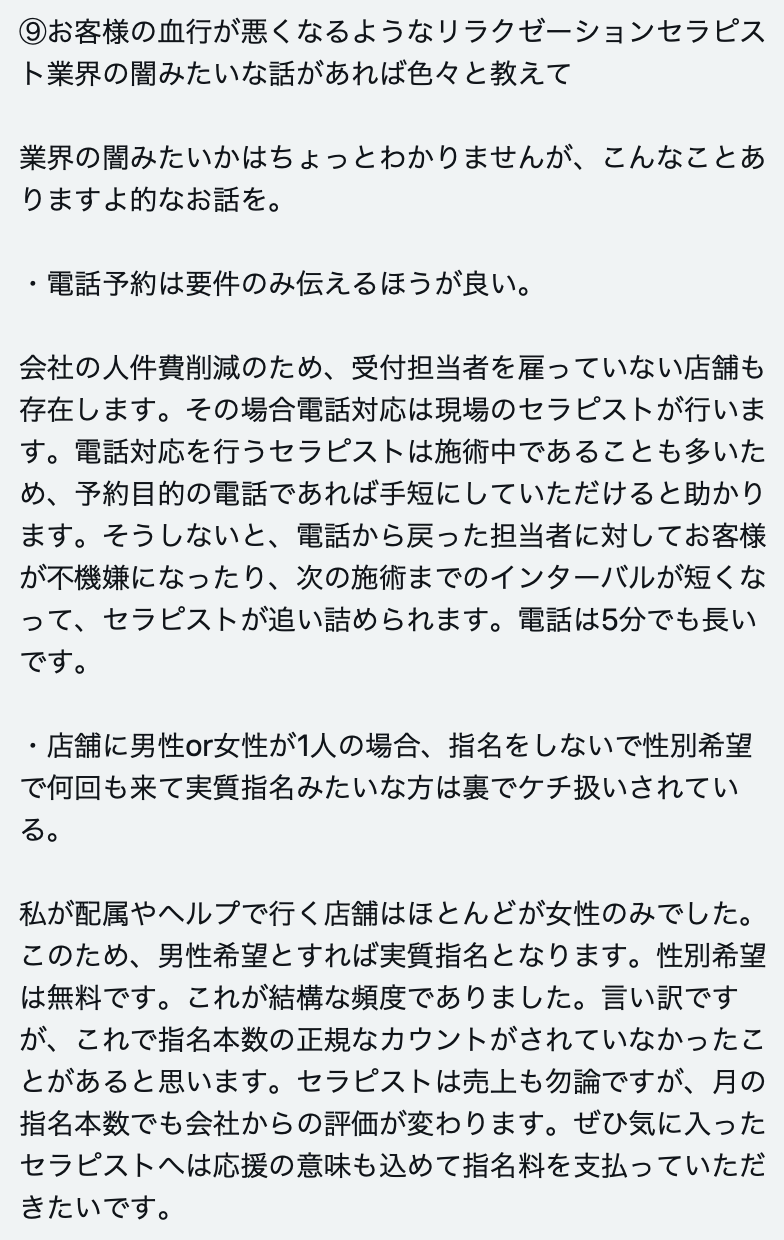 ⑨お客様の血行が悪くなるようなリラクゼーションセラピス
ト業界の闇みたいな話があれば色々と教えて
業界の闇みたいかはちょっとわかりませんが、こんなことあ
りますよ的なお話を。
・電話予約は要件のみ伝えるほうが良い。
会社の人件費削減のため、受付担当者を雇っていない店舗も
存在します。その場合電話対応は現場のセラピストが行いま
す。電話対応を行うセラピストは施術中であることも多いた
め、予約目的の電話であれば手短にしていただけると助かり
ます。そうしないと、電話から戻った担当者に対してお客様
が不機嫌になったり、次の施術までのインターバルが短くな
って、セラピストが追い詰められます。電話は5分でも長い
です。
・店舗に男性or女性が1人の場合、指名をしないで性別希望
で何回も来て実質指名みたいな方は裏でケチ扱いされてい
る。
私が配属やヘルプで行く店舗はほとんどが女性のみでした。
このため、男性希望とすれば実質指名となります。性別希望
は無料です。これが結構な頻度でありました。言い訳です
が、これで指名本数の正規なカウントがされていなかったこ
とがあると思います。セラピストは売上も勿論ですが、月の
指名本数でも会社からの評価が変わります。ぜひ気に入った
セラピストへは応援の意味も込めて指名料を支払っていただ
きたいです。